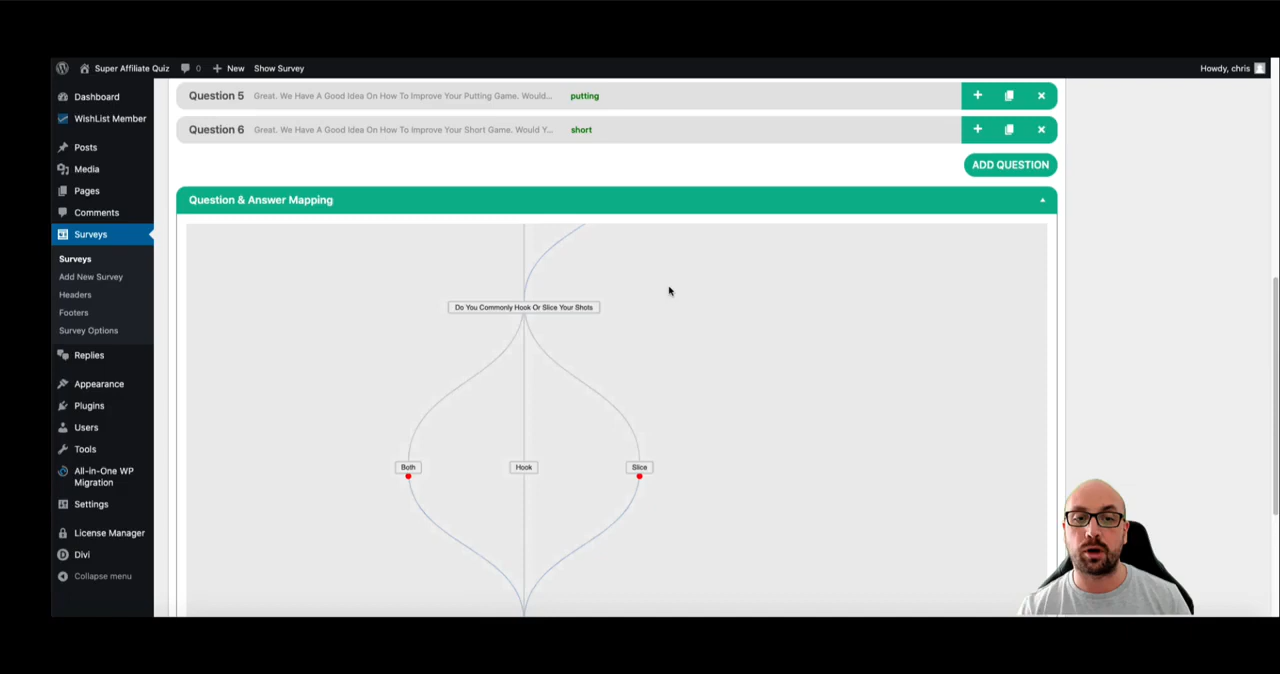 Super Affiliate Quiz
0
New
Show Survey
Howdy, chris
Dashboard
WishList Member
Posts
Media
Pages
Comments
Surveys
Surveys
Add New Survey
Headers
Footers
Survey Options
Replies
Appearance
Plugins
Users
Tools
All-in-One WP
Migration
Settings
License Manager
Divi
Collapse menu
Question 5 Great. We Have A Good Idea On How To Improve Your Putting Game. Would... putting
Question 6 Great. We Have A Good Idea On How To Improve Your Short Game. Would Y... short
ADD QUESTION
Question & Answer Mapping
Do You Commonly Hook Or Slice Your Shots
Both
Hook
Slice